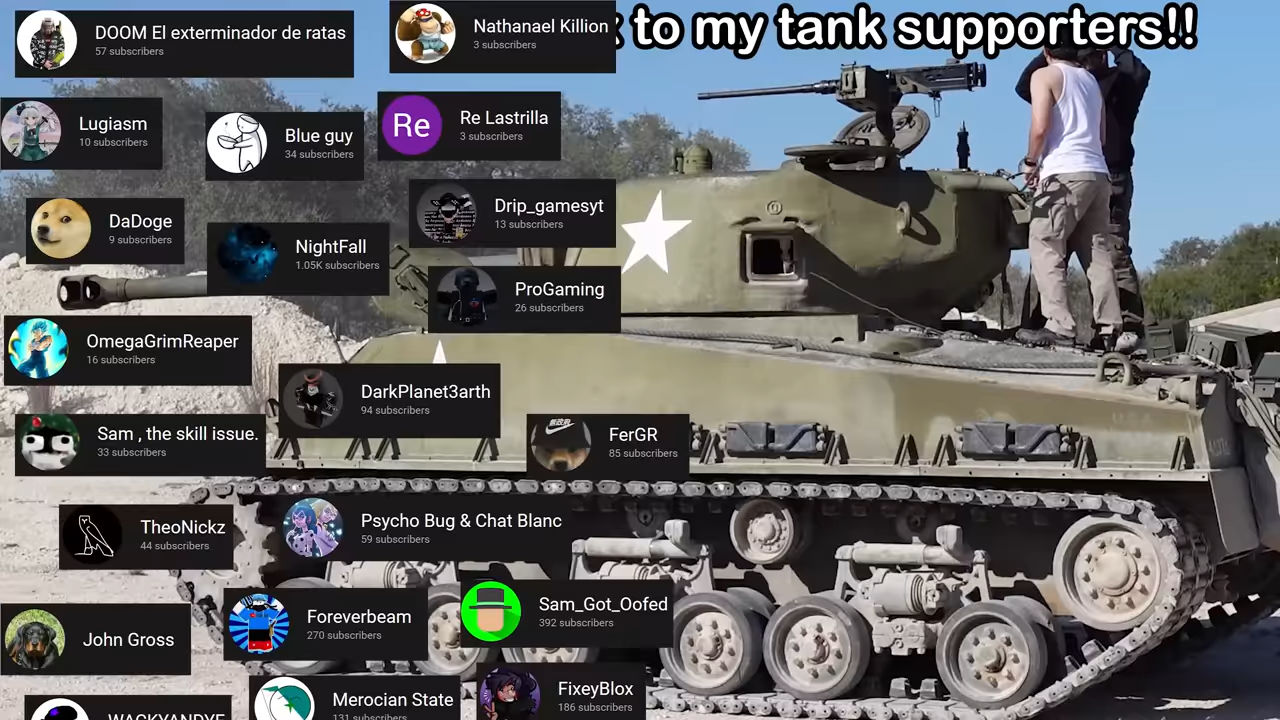 k to my tank supporters!!
DOOM El exterminador de ratas
57 subscribers
Nathanael Killion
3 subscribers
Lugiasm
10 subscribers
Blue guy
34 subscribers
Re
Re Lastrilla
3 subscribers
DaDoge
9 subscribers
NightFall
1.05K subscribers
Drip_gamesyt
13 subscribers
ProGaming
26 subscribers
OmegaGrimReaper
16 subscribers
DarkPlanet3arth
94 subscribers
Sam , the skill issue.
33 subscribers
FerGR
85 subscribers
TheoNickz
44 subscribers
Psycho Bug & Chat Blanc
59 subscribers
John Gross
Foreverbeam
270 subscribers
Sam_Got_Oofed
392 subscribers
Merocian State
131 subscribers
FixeyBlox
186 subscribers